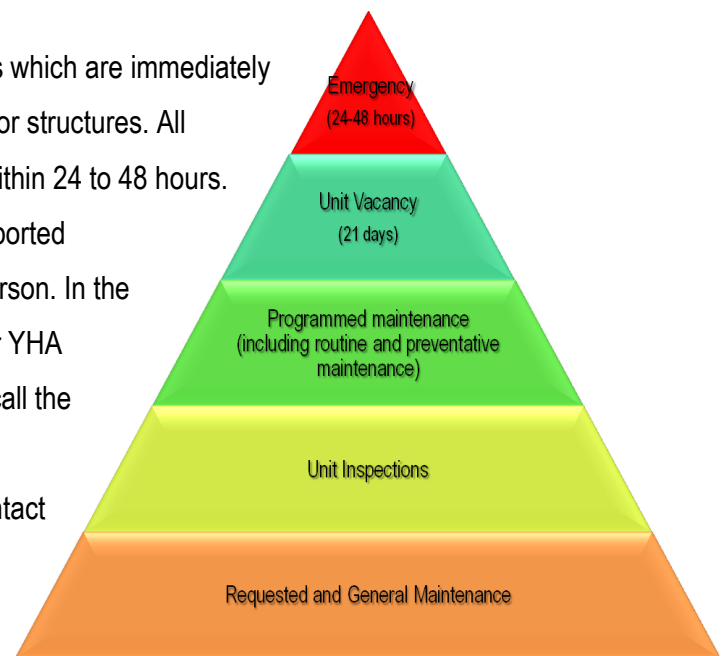 s which are immediately
or structures. All
ithin 24 to 48 hours.
orted
rson. In the
r YHA
call the
ntact
Emergency
(24-48 hours)
Unit Vacancy
(21 days)
Programmed maintenance
(including routine and preventative
maintenance)
Unit Inspections
Requested and General Maintenance